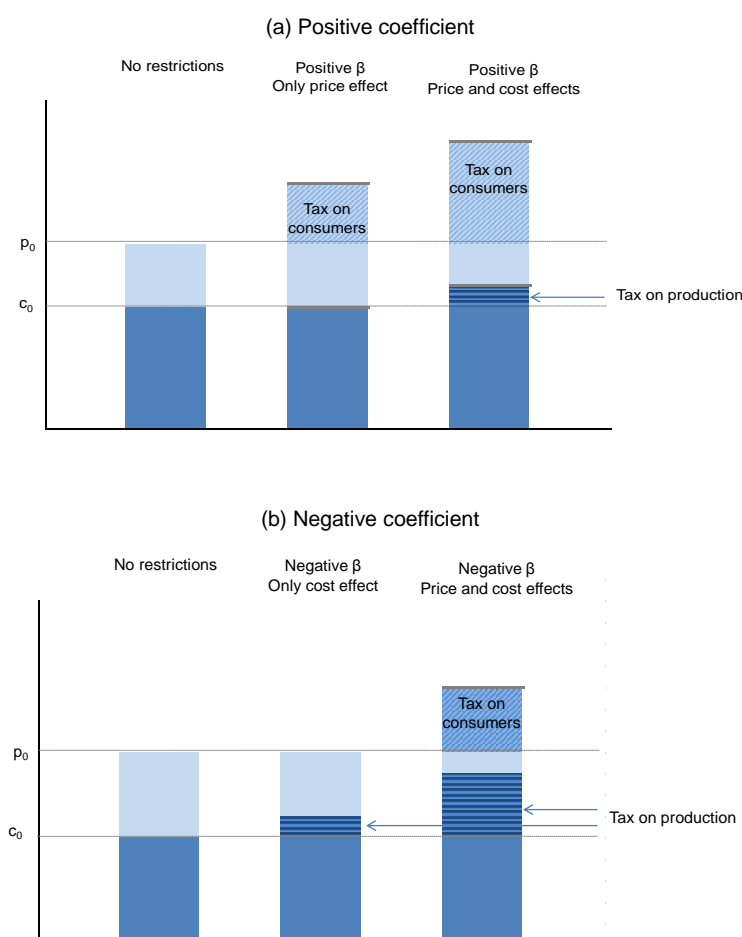 (a) Positive coefficient
No restrictions
Positive β
Only price effect
Positive β
Price and cost effects
Tax on
consumers
Tax on
consumers
p0
c0
Tax on production
(b) Negative coefficient
No restrictions
Negative β
Only cost effect
Negative β
Price and cost effects
Tax on
consumers
p0
c0
Tax on production